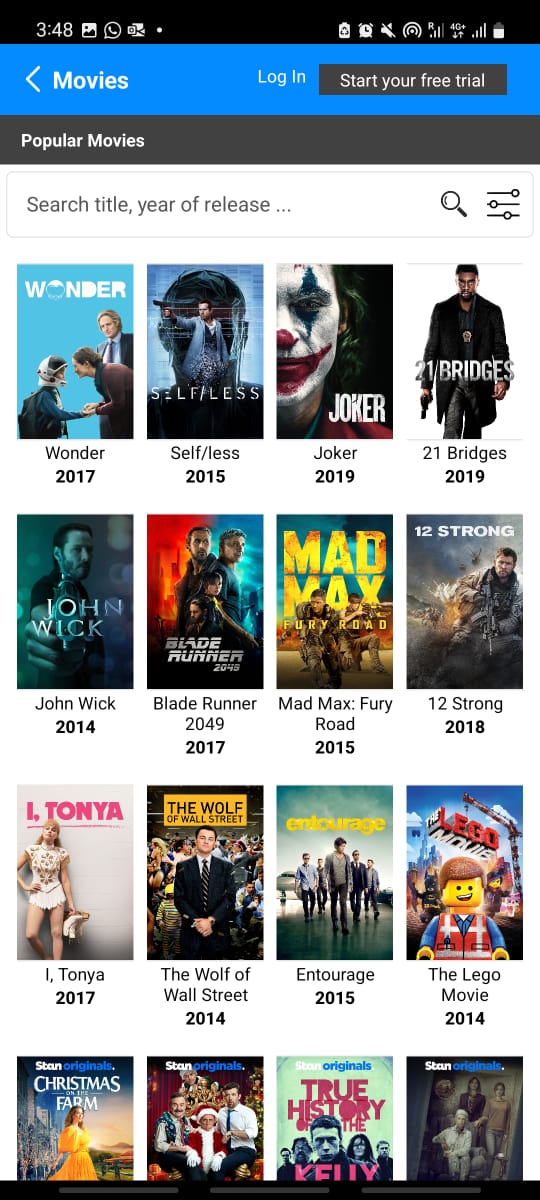 3:48
R
4G+
Movies
Log In
Start your free trial
Popular Movies
Search title, year of release ...
WONDER
SELF/LESS
JOKER
21 BRIDGES
Wonder
2017
Self/less
2015
Joker
2019
21 Bridges
2019
JOHN
WICK
BLADE
RUNNER
2049
MAD
MAX
FURY ROAD
12 STRONG
John Wick
2014
Blade Runner
2049
2017
Mad Max: Fury
Road
2015
12 Strong
2018
I, TONYA
THE WOLF
OF WALL STREET
entourage
THE LEGO
MOVIE
I, Tonya
2017
The Wolf of
Wall Street
2014
Entourage
2015
The Lego
Movie
2014
Stan originals.
CHRISTMAS
ON THE
FARM
Stan originals.
Stan originals.
TRUE
HISTORY
OF THE
KELLY
Stan originals.